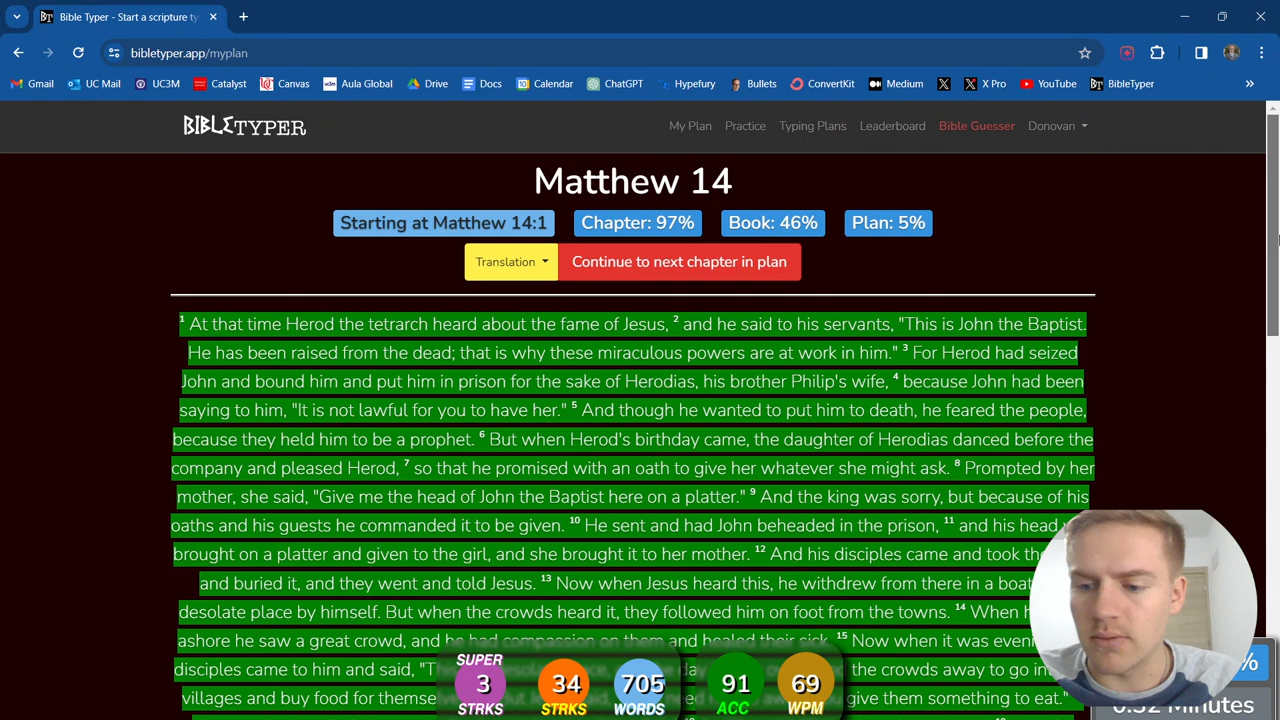 Bible Typer - Start a scripture ty
bibletyper.app/myplan
Gmail UC Mail UC3M Catalyst Canvas Aula Global Drive Docs Calendar ChatGPT Hypefury Bullets ConvertKit Medium X X Pro YouTube BibleTyper
BIBLETYPER My Plan Practice Typing Plans Leaderboard Bible Guesser Donovan
Matthew 14
Starting at Matthew 14:1 Chapter: 97% Book: 46% Plan: 5%
Translation Continue to next chapter in plan
1 At that time Herod the tetrarch heard about the fame of Jesus, 2 and he said to his servants, "This is John the Baptist.
He has been raised from the dead; that is why these miraculous powers are at work in him." 3 For Herod had seized
John and bound him and put him in prison for the sake of Herodias, his brother Philip's wife, 4 because John had been
saying to him, "It is not lawful for you to have her." 5 And though he wanted to put him to death, he feared the people,
because they held him to be a prophet. 6 But when Herod's birthday came, the daughter of Herodias danced before the
company and pleased Herod, 7 so that he promised with an oath to give her whatever she might ask. 8 Prompted by her
mother, she said, "Give me the head of John the Baptist here on a platter." 9 And the king was sorry, but because of his
oaths and his guests he commanded it to be given. 10 He sent and had John beheaded in the prison, 11 and his head
brought on a platter and given to the girl, and she brought it to her mother. 12 And his disciples came and took
and buried it, and they went and told Jesus. 13 Now when Jesus heard this, he withdrew from there in a boat
desolate place by himself. But when the crowds heard it, they followed him on foot from the towns. 14 When
ashore he saw a great crowd, and he had compassion on them and healed their sick. 15 Now when it was
disciples came to him and said, the crowds away to go
villages and buy food for give them something to eat."
SUPER
3 34 705 91 69
STRKS STRKS WORDS ACC WPM
%
0.32 Minutes